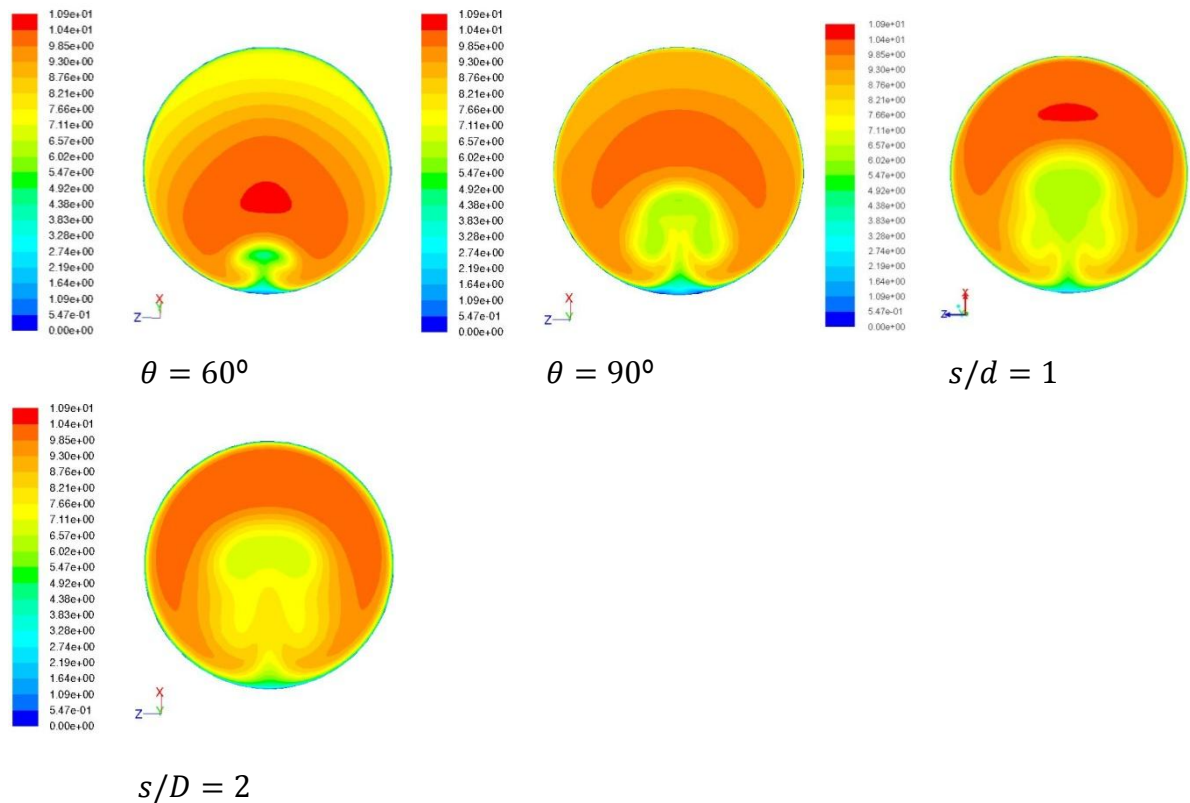 1.09e+01
1.04e+01
9.85e+00
9.30e+00
8.76e+00
8.21e+00
7.66e+00
7.11e+00
6.57e+00
6.02e+00
5.47e+00
4.92e+00
4.38e+00
3.83e+00
3.28e+00
2.74e+00
2.19e+00
1.64e+00
1.09e+00
5.47e-01
0.00e+00
X
Y
Z
θ = 60⁰
1.09e+01
1.04e+01
9.85e+00
9.30e+00
8.76e+00
8.21e+00
7.66e+00
7.11e+00
6.57e+00
6.02e+00
5.47e+00
4.92e+00
4.38e+00
3.83e+00
3.28e+00
2.74e+00
2.19e+00
1.64e+00
1.09e+00
5.47e-01
0.00e+00
X
Y
Z
θ = 90⁰
1.09e+01
1.04e+01
9.85e+00
9.30e+00
8.76e+00
8.21e+00
7.66e+00
7.11e+00
6.57e+00
6.02e+00
5.47e+00
4.92e+00
4.38e+00
3.83e+00
3.28e+00
2.74e+00
2.19e+00
1.64e+00
1.09e+00
5.47e-01
0.00e+00
Z
s/d = 1
1.09e+01
1.04e+01
9.85e+00
9.30e+00
8.76e+00
8.21e+00
7.66e+00
7.11e+00
6.57e+00
6.02e+00
5.47e+00
4.92e+00
4.38e+00
3.83e+00
3.28e+00
2.74e+00
2.19e+00
1.64e+00
1.09e+00
5.47e-01
0.00e+00
X
Y
Z
s/D = 2